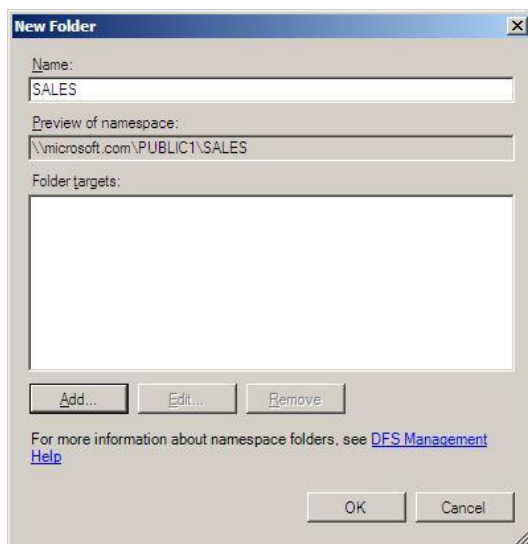 New Folder
Name:
SALES
Preview of namespace:
\\microsoft.com\PUBLIC1\SALES
Folder targets:
Add...
Edit...
Remove
For more information about namespace folders, see DFS Management
Help
OK
Cancel